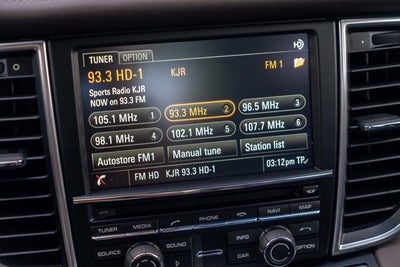 TUNER OPTION HD
93.3 HD-1 KJR FM 1
Sports Radio KJR
NOW on 93.3 FM
105.1 MHz 1 93.3 MHz 2 96.5 MHz 3
98.1 MHz 4 102.1 MHz 5 107.7 MHz 6
Autostore FM1 Manual tune Station list
FM HD KJR 93.3 HD-1 03:12pm TP
TUNER MEDIA PHONE NAVI MAP
SOURCE SOUND INFO OPTION